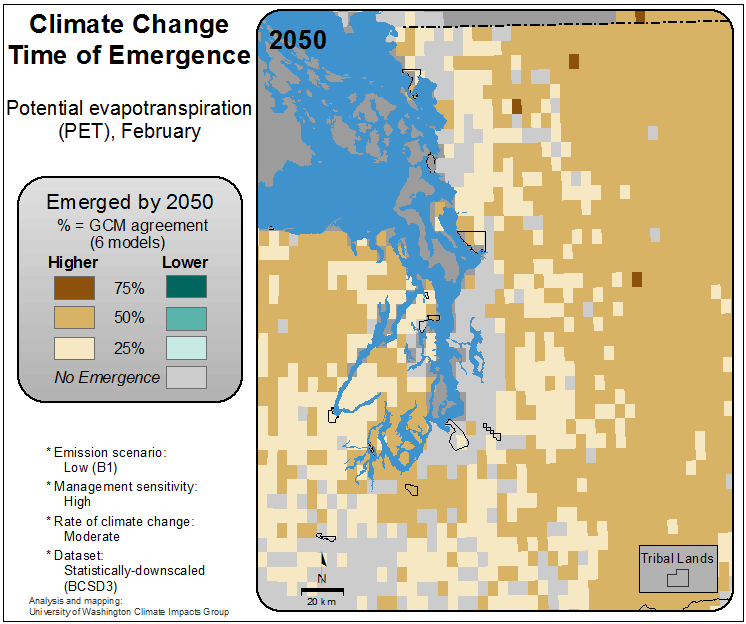 Climate Change
Time of Emergence
Potential evapotranspiration
(PET), February
Emerged by 2050
% = GCM agreement
(6 models)
Higher Lower
75%
50%
25%
No Emergence
* Emission scenario:
Low (B1)
* Management sensitivity:
High
* Rate of climate change:
Moderate
* Dataset:
Statistically-downscaled
(BCSD3)
Analysis and mapping:
University of Washington Climate Impacts Group
2050
N
20 km
Tribal Lands